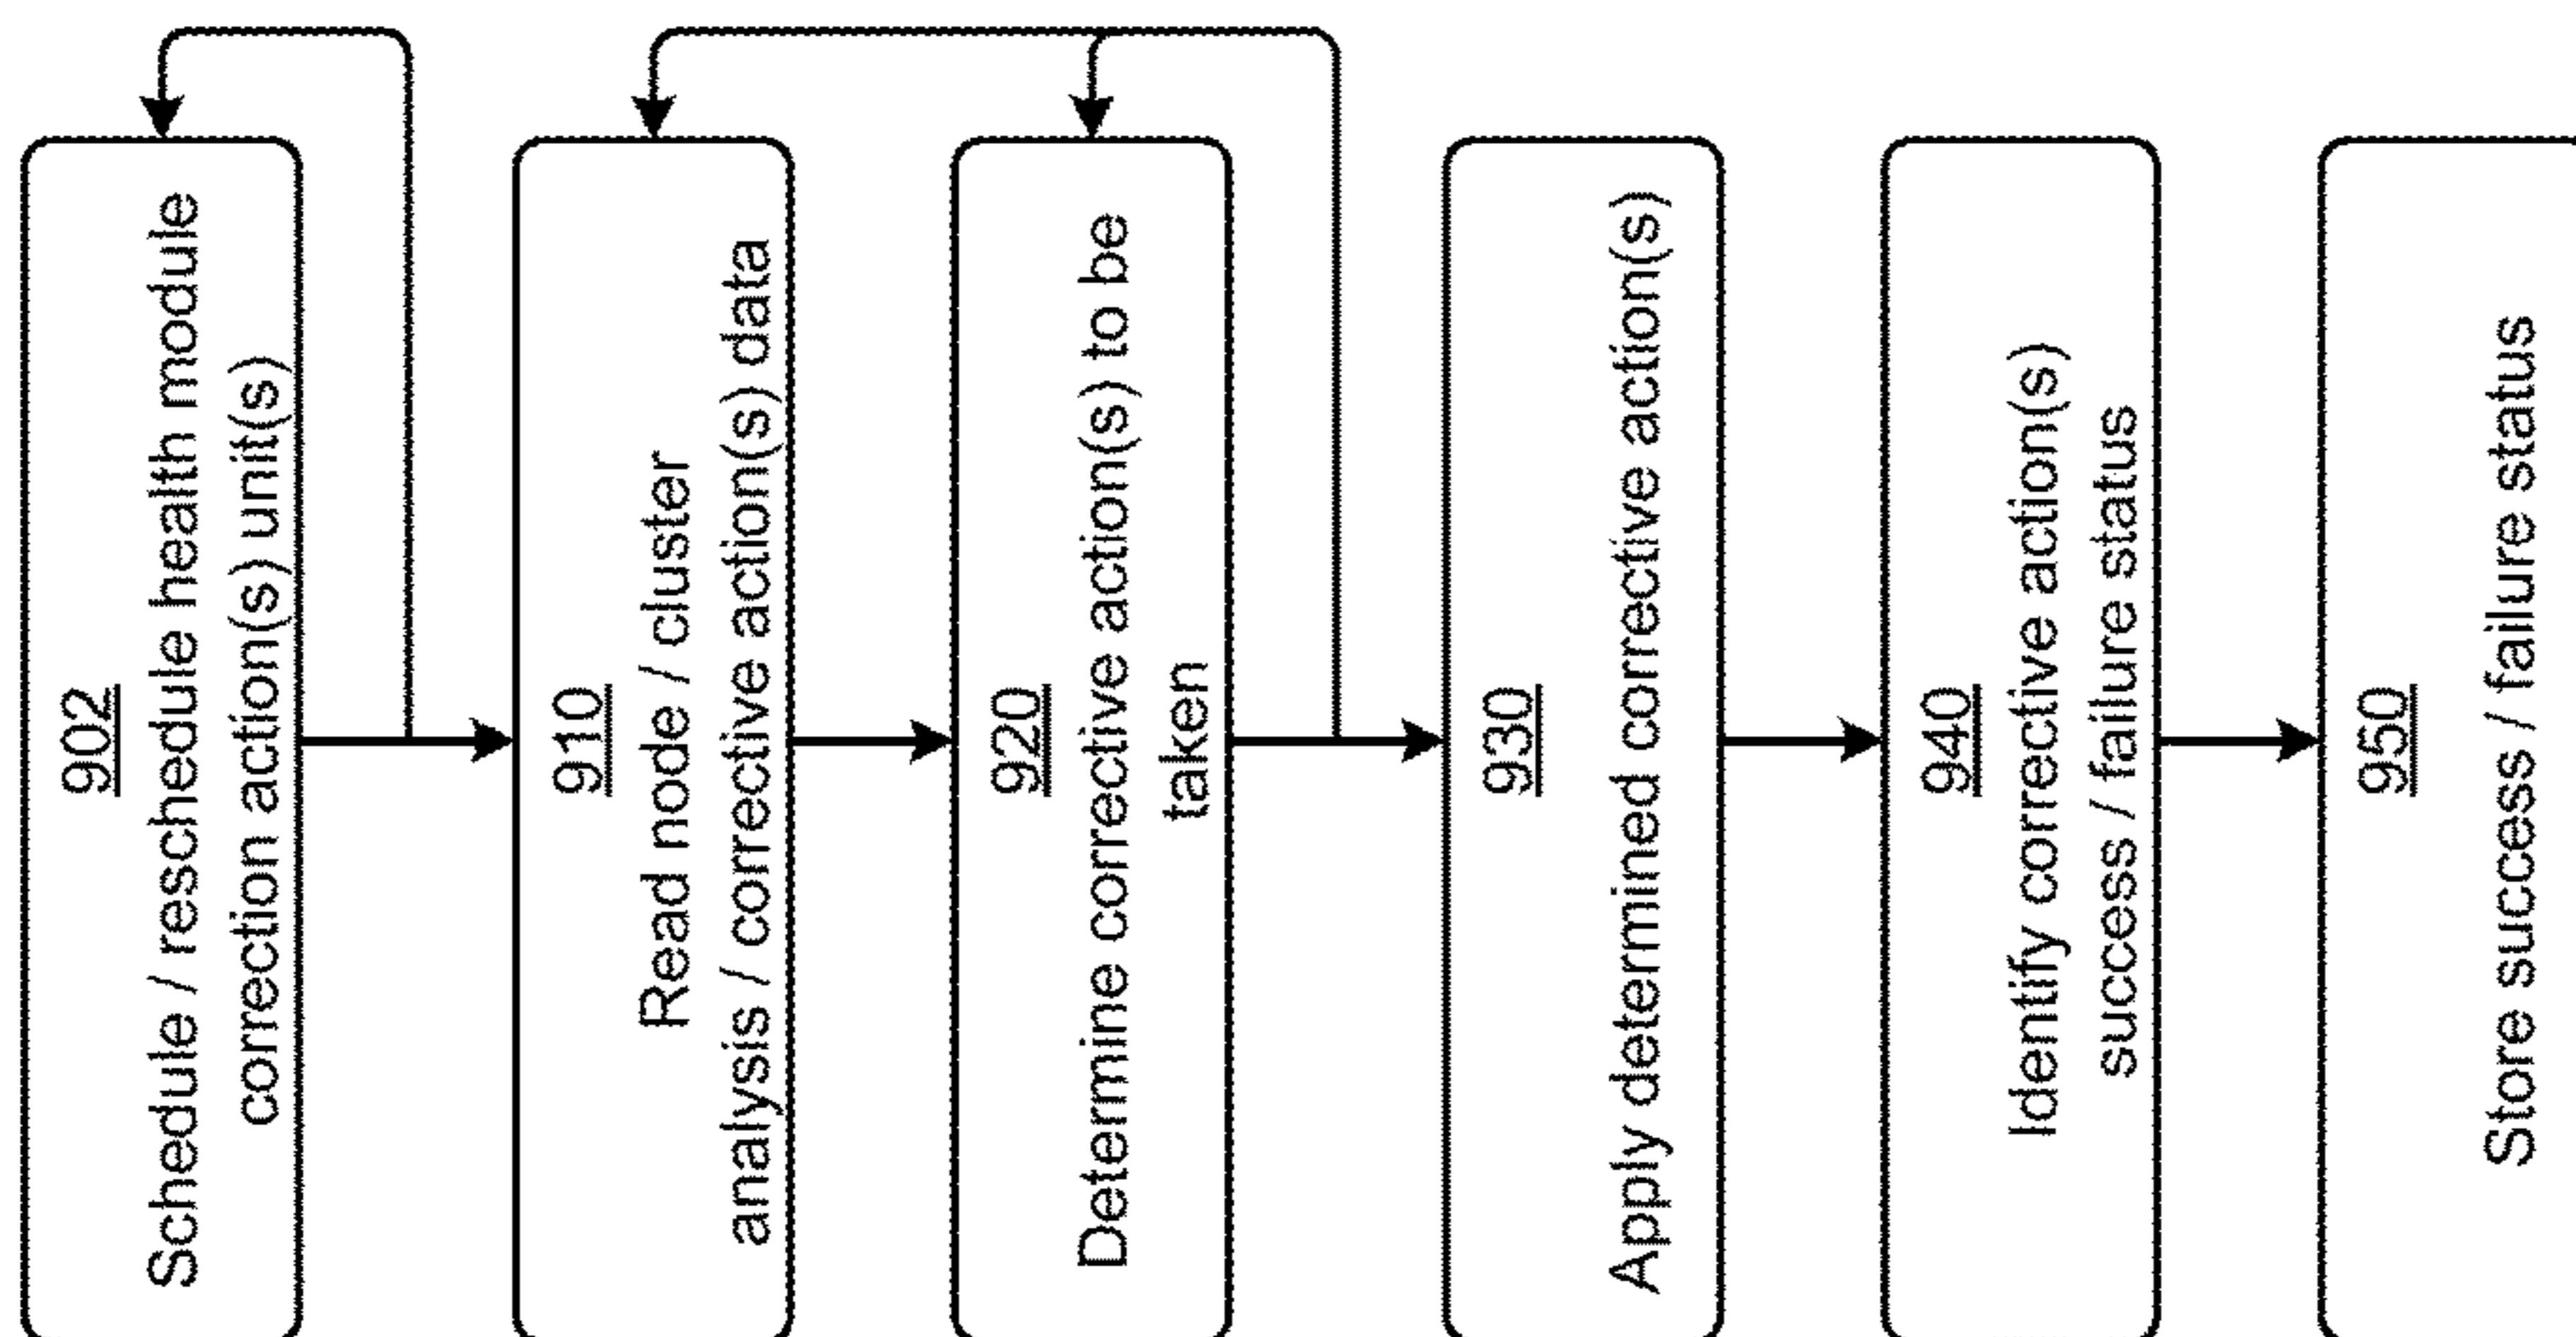 902
Schedule / reschedule health module
correction action(s) unit(s)
910
Read node / cluster
analysis / corrective action(s) data
920
Determine corrective action(s) to be
taken
930
Apply determined corrective action(s)
940
Identify corrective action(s)
success / failure status
950
Store success / failure status